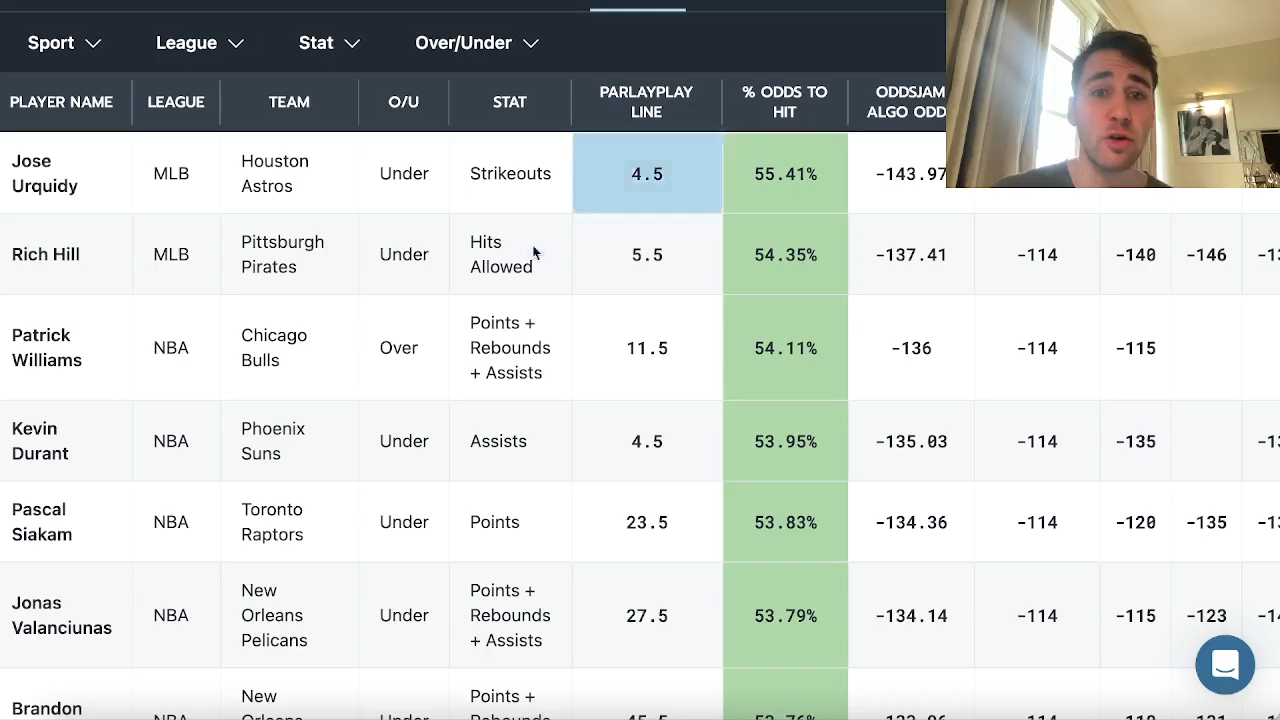 Sport League Stat Over/Under
PLAYER NAME LEAGUE TEAM O/U STAT PARLAYPLAY LINE % ODDS TO HIT ODDSJAM ALGO ODD
Jose Urquidy MLB Houston Astros Under Strikeouts 4.5 55.41% -143.97
Rich Hill MLB Pittsburgh Pirates Under Hits Allowed 5.5 54.35% -137.41 -114 -140 -146
Patrick Williams NBA Chicago Bulls Over Points + Rebounds + Assists 11.5 54.11% -136 -114 -115
Kevin Durant NBA Phoenix Suns Under Assists 4.5 53.95% -135.03 -114 -135
Pascal Siakam NBA Toronto Raptors Under Points 23.5 53.83% -134.36 -114 -120 -135
Jonas Valanciunas NBA New Orleans Pelicans Under Points + Rebounds + Assists 27.5 53.79% -134.14 -114 -115 -123
Brandon New Points +